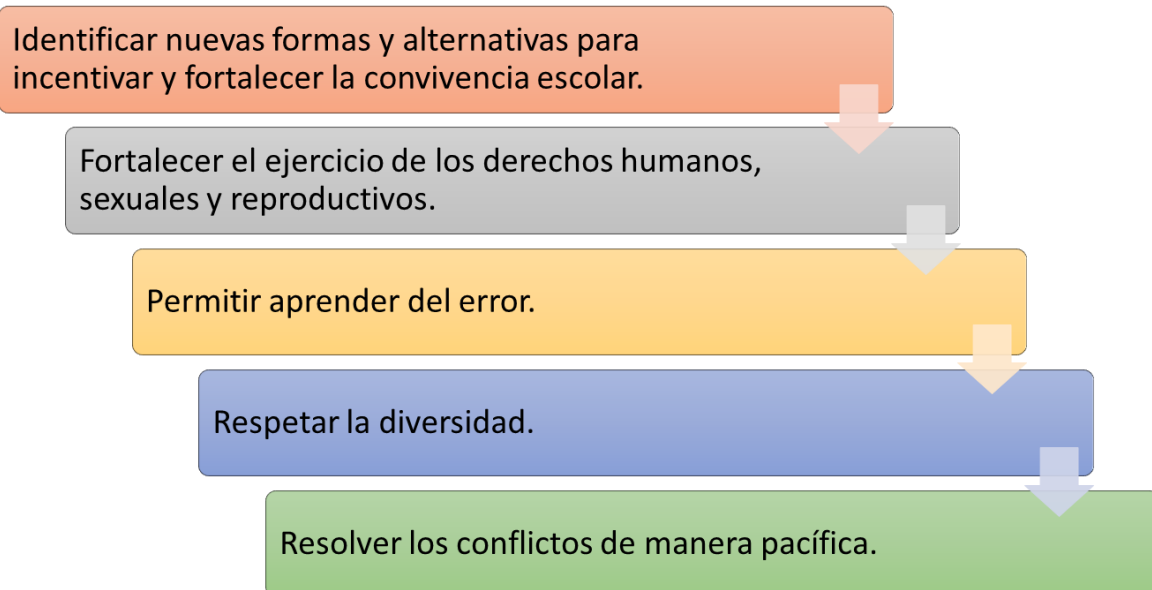 Identificar nuevas formas y alternativas para
incentivar y fortalecer la convivencia escolar.
Fortalecer el ejercicio de los derechos humanos,
sexuales y reproductivos.
Permitir aprender del error.
Respetar la diversidad.
Resolver los conflictos de manera pacífica.